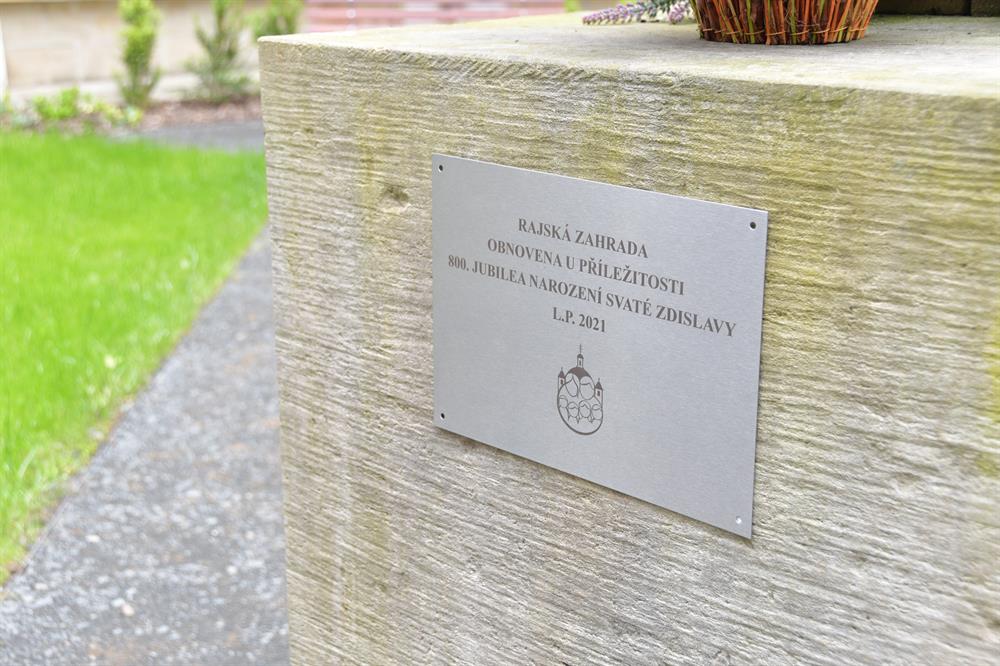 RAJSKÁ ZAHRADA
OBNOVENA U PŘÍLEŽITOSTI
800. JUBILEA NAROZENÍ SVATÉ ZDISLAVY
L.P. 2021